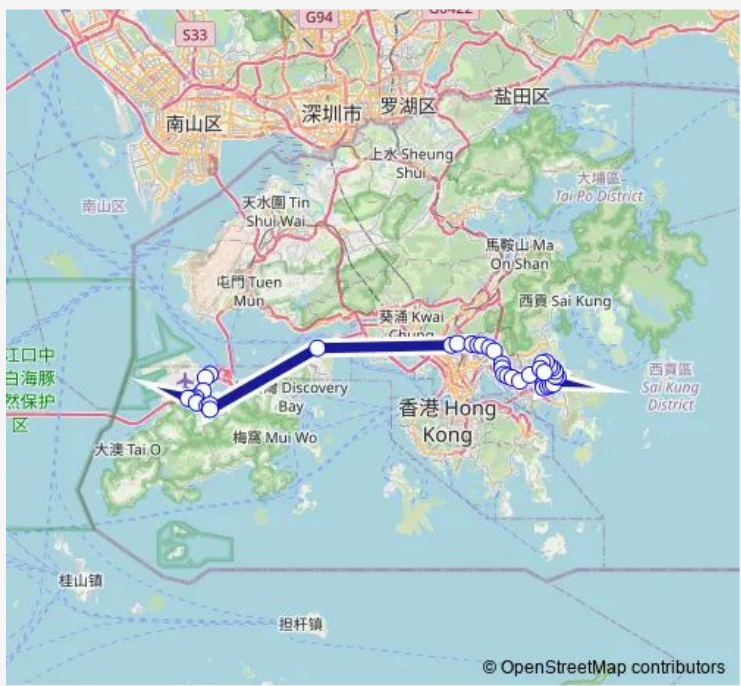 G94
G0422
S33
深圳市
罗湖区
盐田区
南山区
上水 Sheung
Shui
大埔區
Tai Po District
南山区
天水圍 Tin
Shui Wai
馬鞍山 Ma
On Shan
屯門 Tuen
Mun
西貢 Sai Kung
葵涌 Kwai
Chung
江口中
白海豚
然保护
区
西貢區
Sai Kung
District
Discovery
Bay
香港 Hong
Kong
梅窩 Mui Wo
大澳 Tai O
桂山镇
担杆镇
© OpenStreetMap contributors